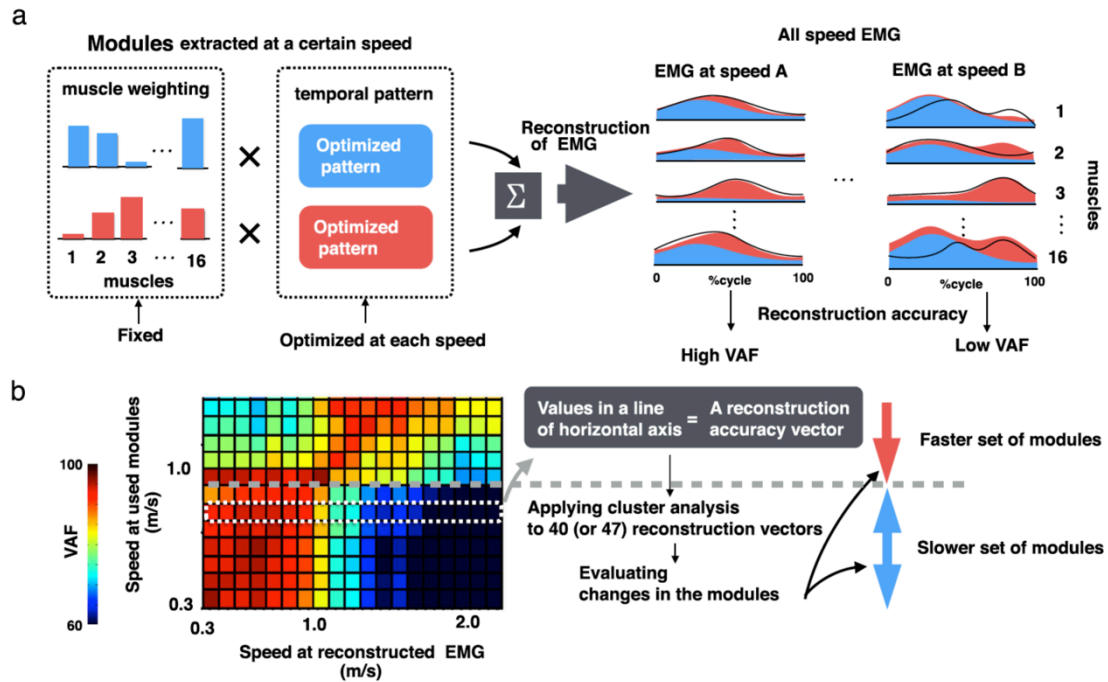 a
Modules extracted at a certain speed
muscle weighting
...
...
1 2 3 ... 16
muscles
Fixed
×
×
temporal pattern
Optimized
pattern
Optimized
pattern
Optimized at each speed
Σ
Reconstruction
of EMG
All speed EMG
EMG at speed A
EMG at speed B
...
1
2
3
...
16
muscles
0 %cycle 100
0 %cycle 100
Reconstruction accuracy
High VAF
Low VAF
b
100
VAF
60
Speed at used modules
(m/s)
1.0
0.3
0.3 1.0 2.0
Speed at reconstructed EMG
(m/s)
Values in a line
of horizontal axis
=
A reconstruction
accuracy vector
Applying cluster analysis
to 40 (or 47) reconstruction vectors
Evaluating
changes in the modules
Faster set of modules
Slower set of modules